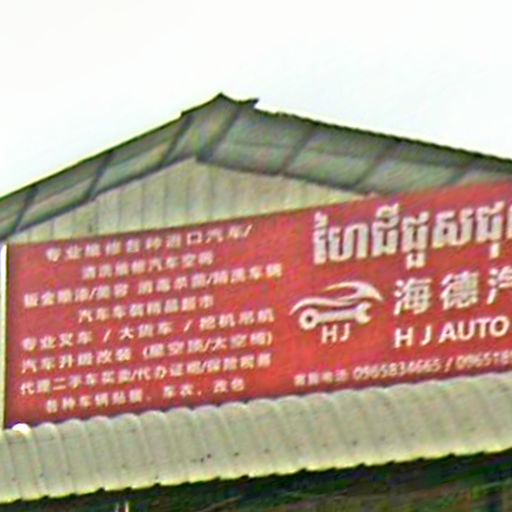 专业维修各种进口汽车/
清洗维修汽车空调
钣金喷漆/美容 消毒杀菌/精洗车辆
汽车车载精品超市
专业叉车 / 大货车 / 挖机吊机
汽车升级改装 (星空顶/太空椅)
代理二手车买卖/代办证照/保险税务
各种车辆贴膜、车衣、改色
ហៃជីជួសជុ
海德汽
HJ
H J AUTO
0965834665 /